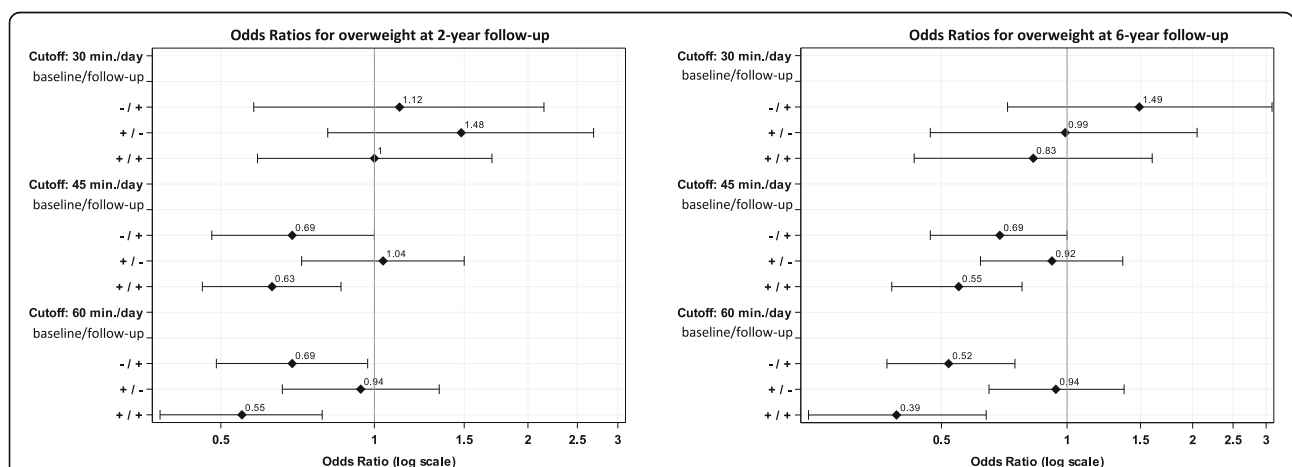 Odds Ratios for overweight at 2-year follow-up
Cutoff: 30 min./day
baseline/follow-up
- / + 1.12
+ / - 1.48
+ / + 1
Cutoff: 45 min./day
baseline/follow-up
- / + 0.69
+ / - 1.04
+ / + 0.63
Cutoff: 60 min./day
baseline/follow-up
- / + 0.69
+ / - 0.94
+ / + 0.55
0.5 1 1.5 2 2.5 3
Odds Ratio (log scale)
Odds Ratios for overweight at 6-year follow-up
Cutoff: 30 min./day
baseline/follow-up
- / + 1.49
+ / - 0.99
+ / + 0.83
Cutoff: 45 min./day
baseline/follow-up
- / + 0.69
+ / - 0.92
+ / + 0.55
Cutoff: 60 min./day
baseline/follow-up
- / + 0.52
+ / - 0.94
+ / + 0.39
0.5 1 1.5 2 2.5 3
Odds Ratio (log scale)